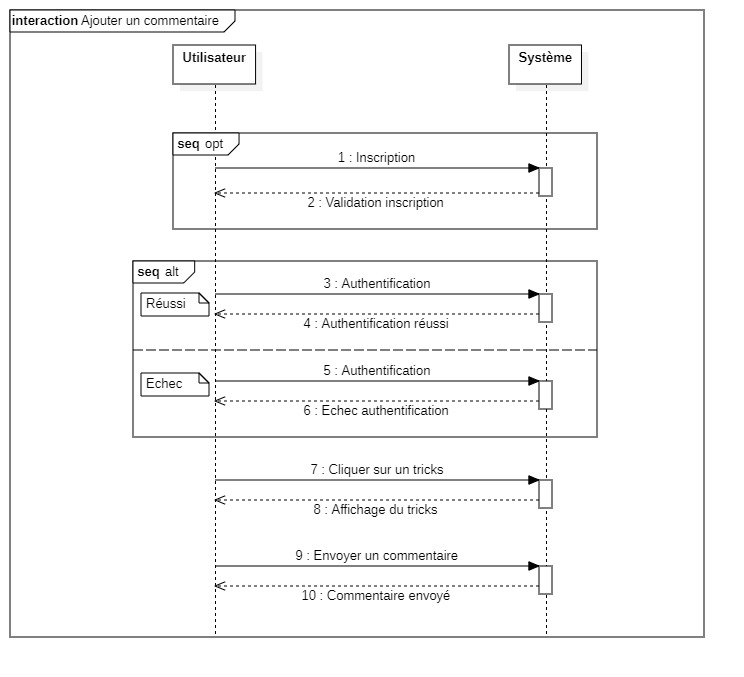 interaction Ajouter un commentaire
Utilisateur
Système
seq opt
1 : Inscription
2 : Validation inscription
seq alt
3 : Authentification
Réussi
4 : Authentification réussi
5 : Authentification
Echec
6 : Echec authentification
7 : Cliquer sur un tricks
8 : Affichage du tricks
9 : Envoyer un commentaire
10 : Commentaire envoyé